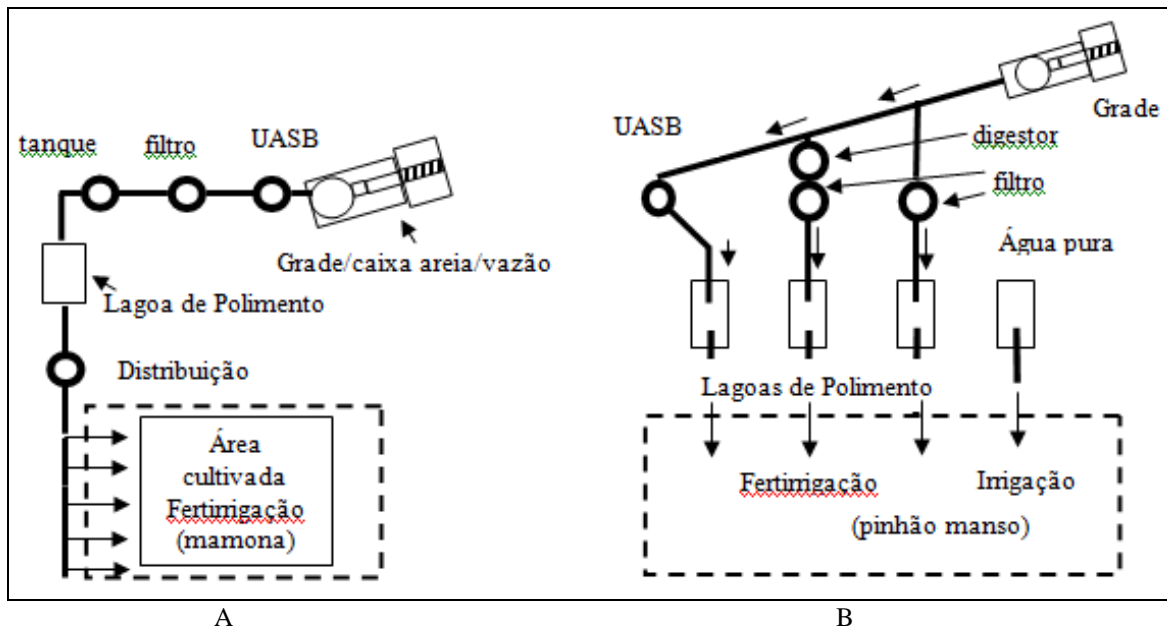 tanque
filtro
UASB
Grade/caixa areia/vazão
Lagoa de Polimento
Distribuição
Área
cultivada
Fertirrigação
(mamona)
A
UASB
Grade
digestor
filtro
Água pura
Lagoas de Polimento
Fertirrigação
Irrigação
(pinhão manso)
B